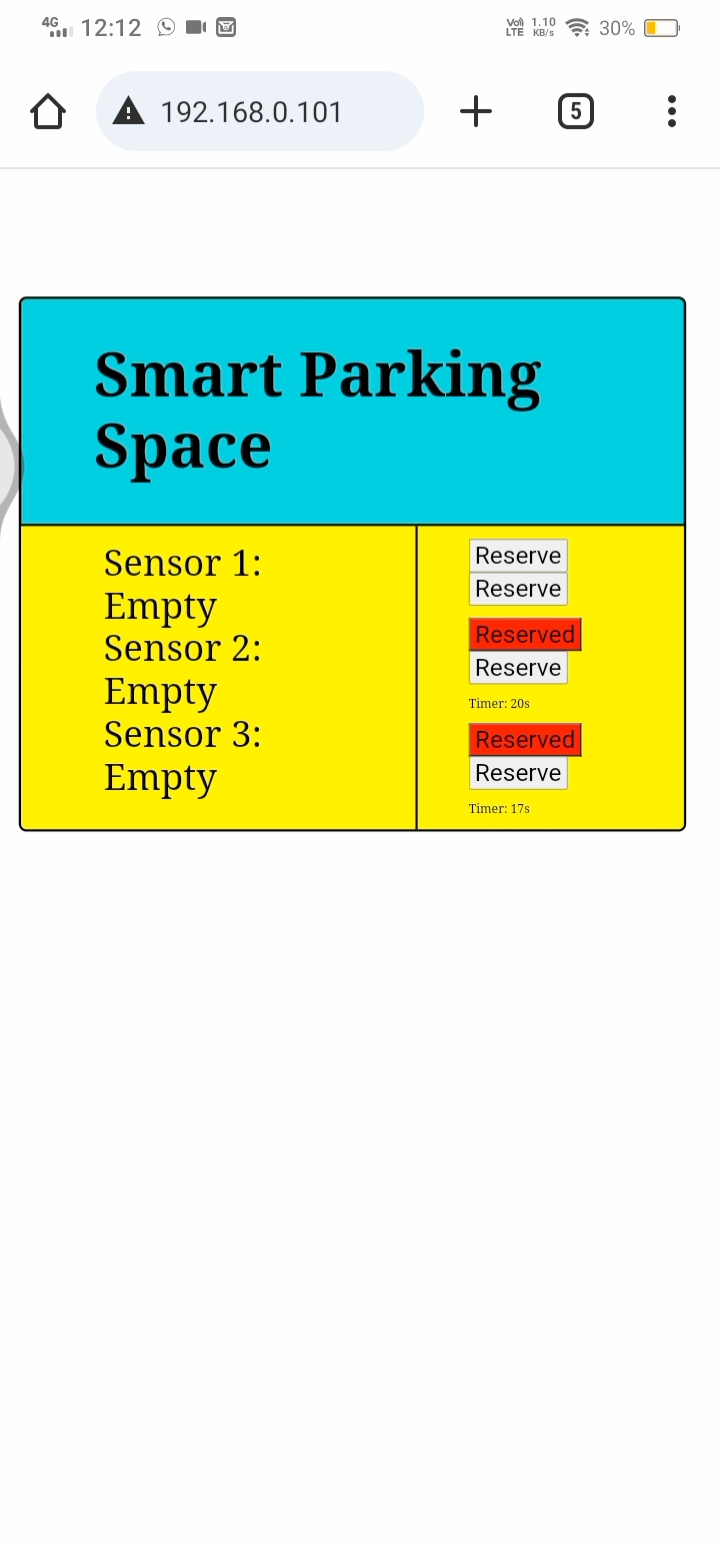 4G 12:12 Vo) LTE 1.10 KB/s 30%
192.168.0.101 5
Smart Parking
Space
Sensor 1:
Empty
Sensor 2:
Empty
Sensor 3:
Empty
Reserve
Reserve
Reserved
Reserve
Timer: 20s
Reserved
Reserve
Timer: 17s